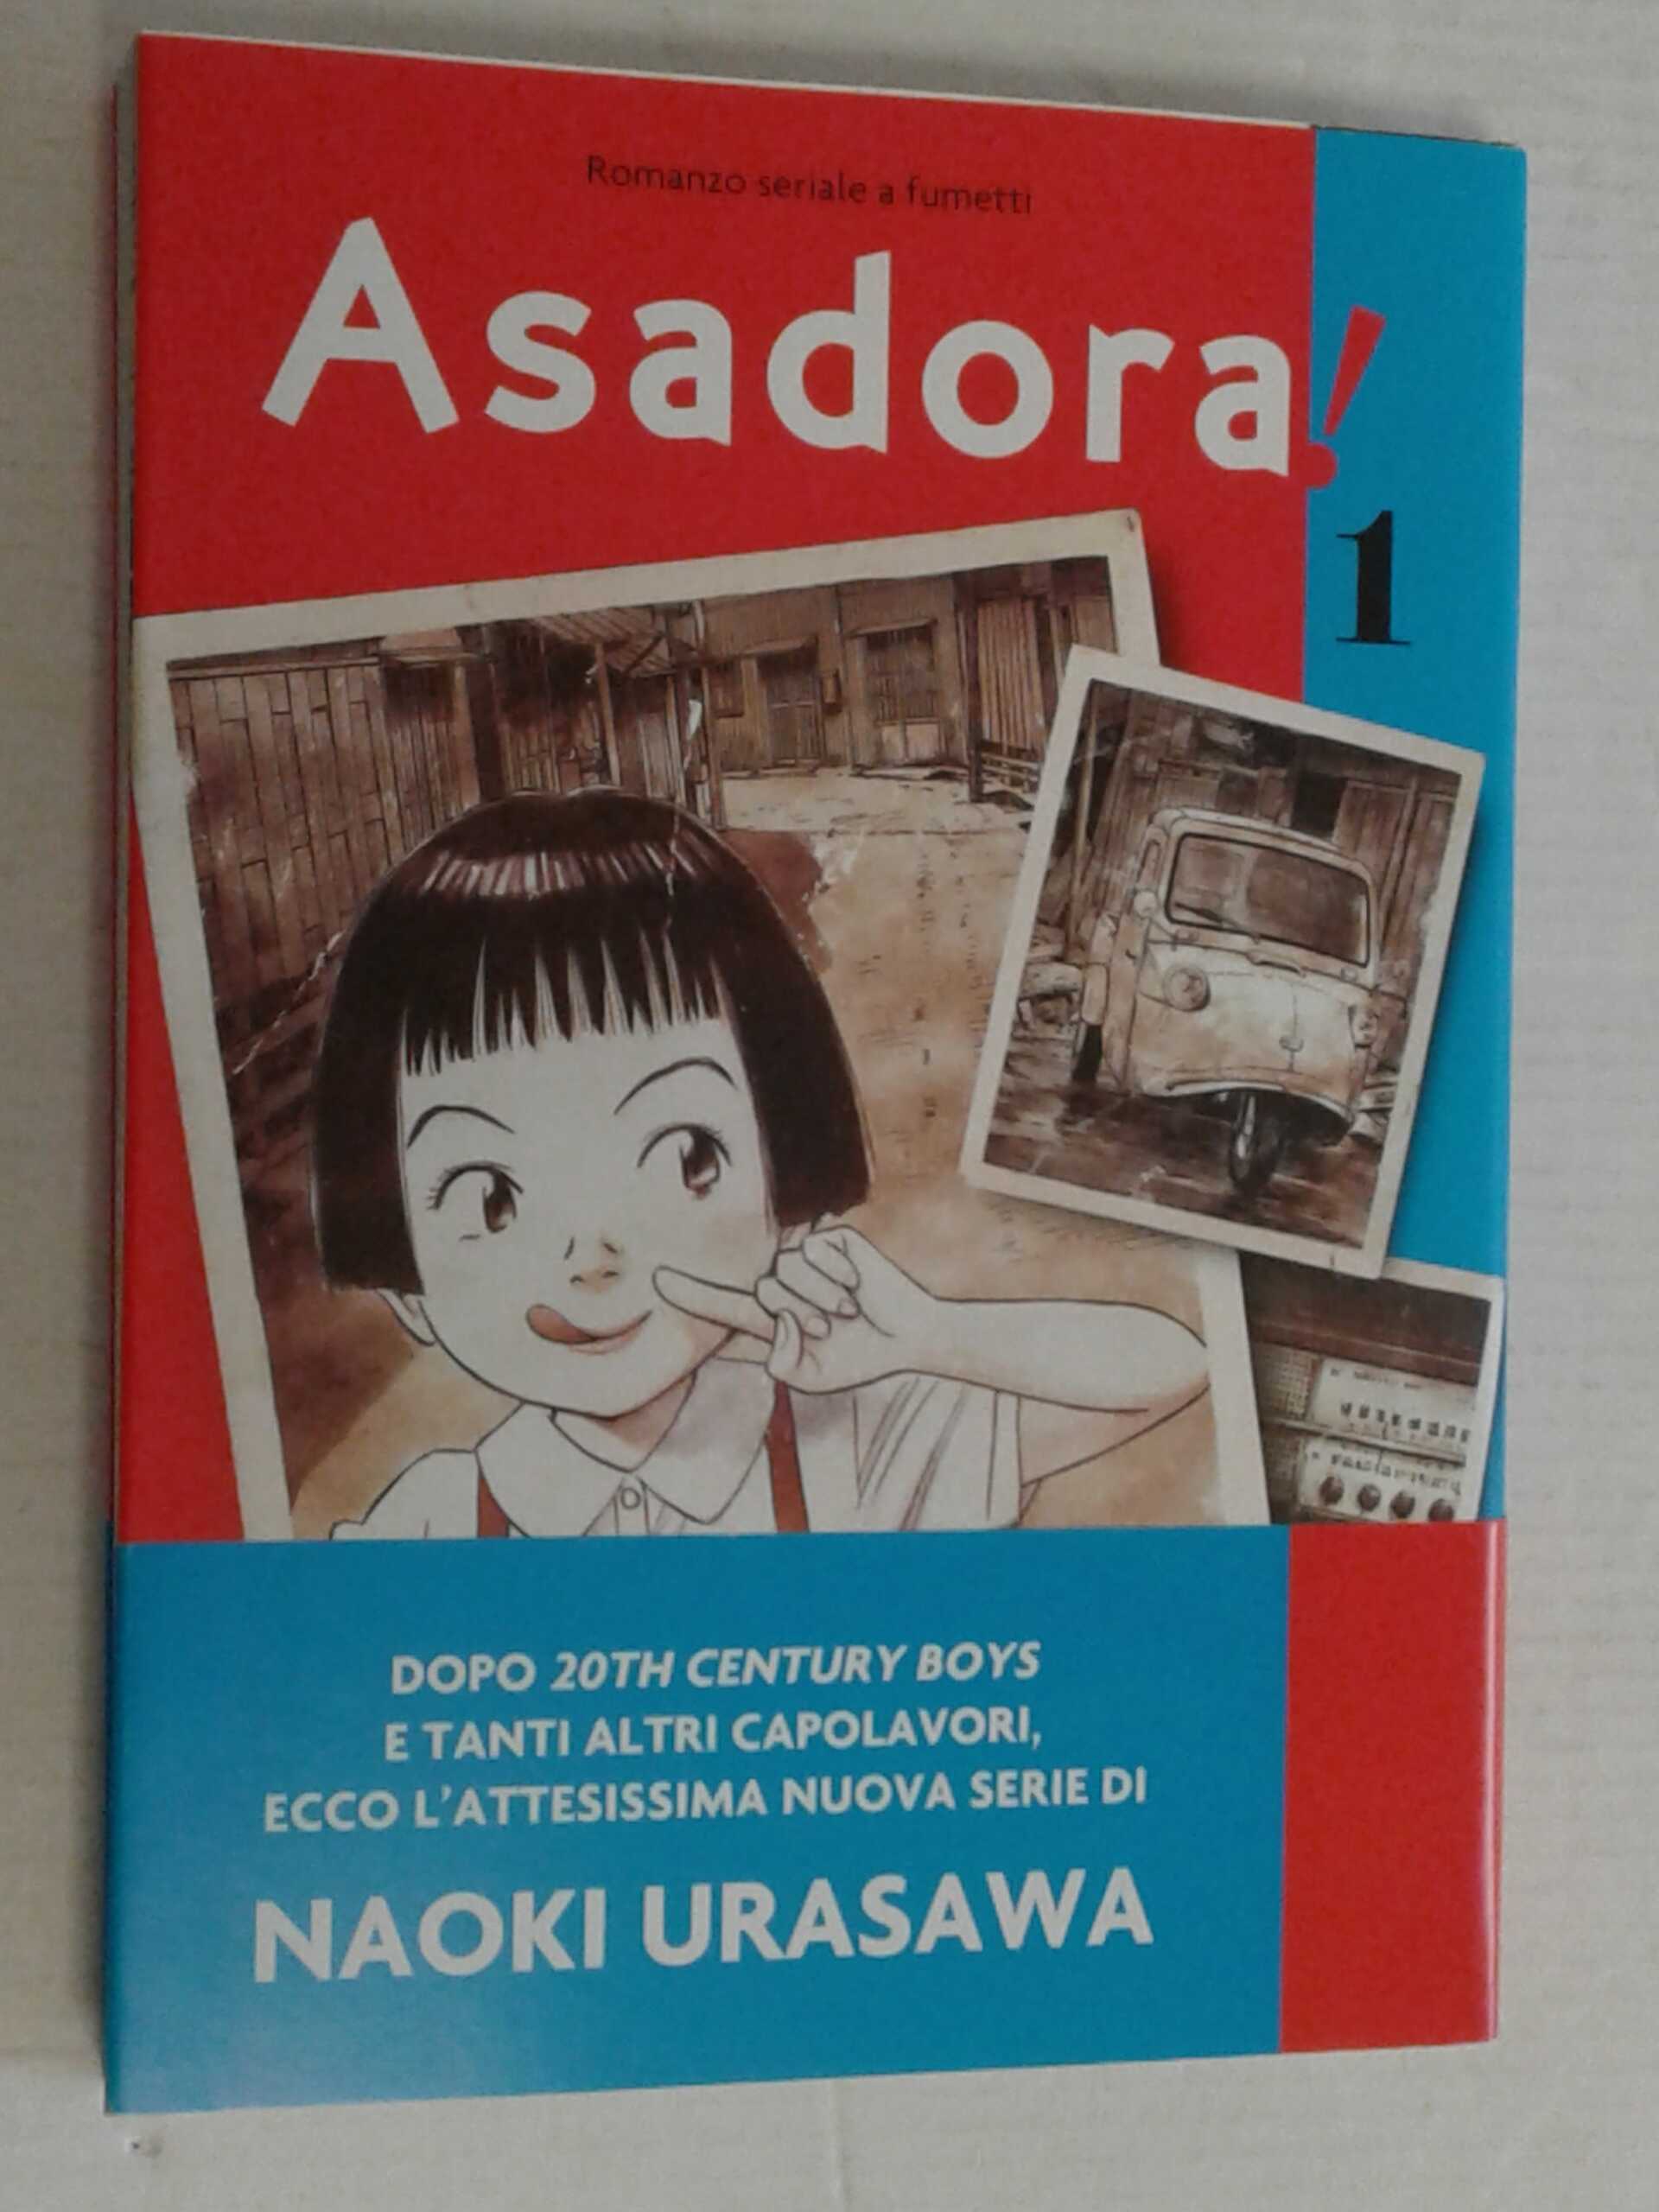 Romanzo seriale a fumetti
Asadora!
1
DOPO 20TH CENTURY BOYS
E TANTI ALTRI CAPOLAVORI,
ECCO L'ATTESISSIMA NUOVA SERIE DI
NAOKI URASAWA